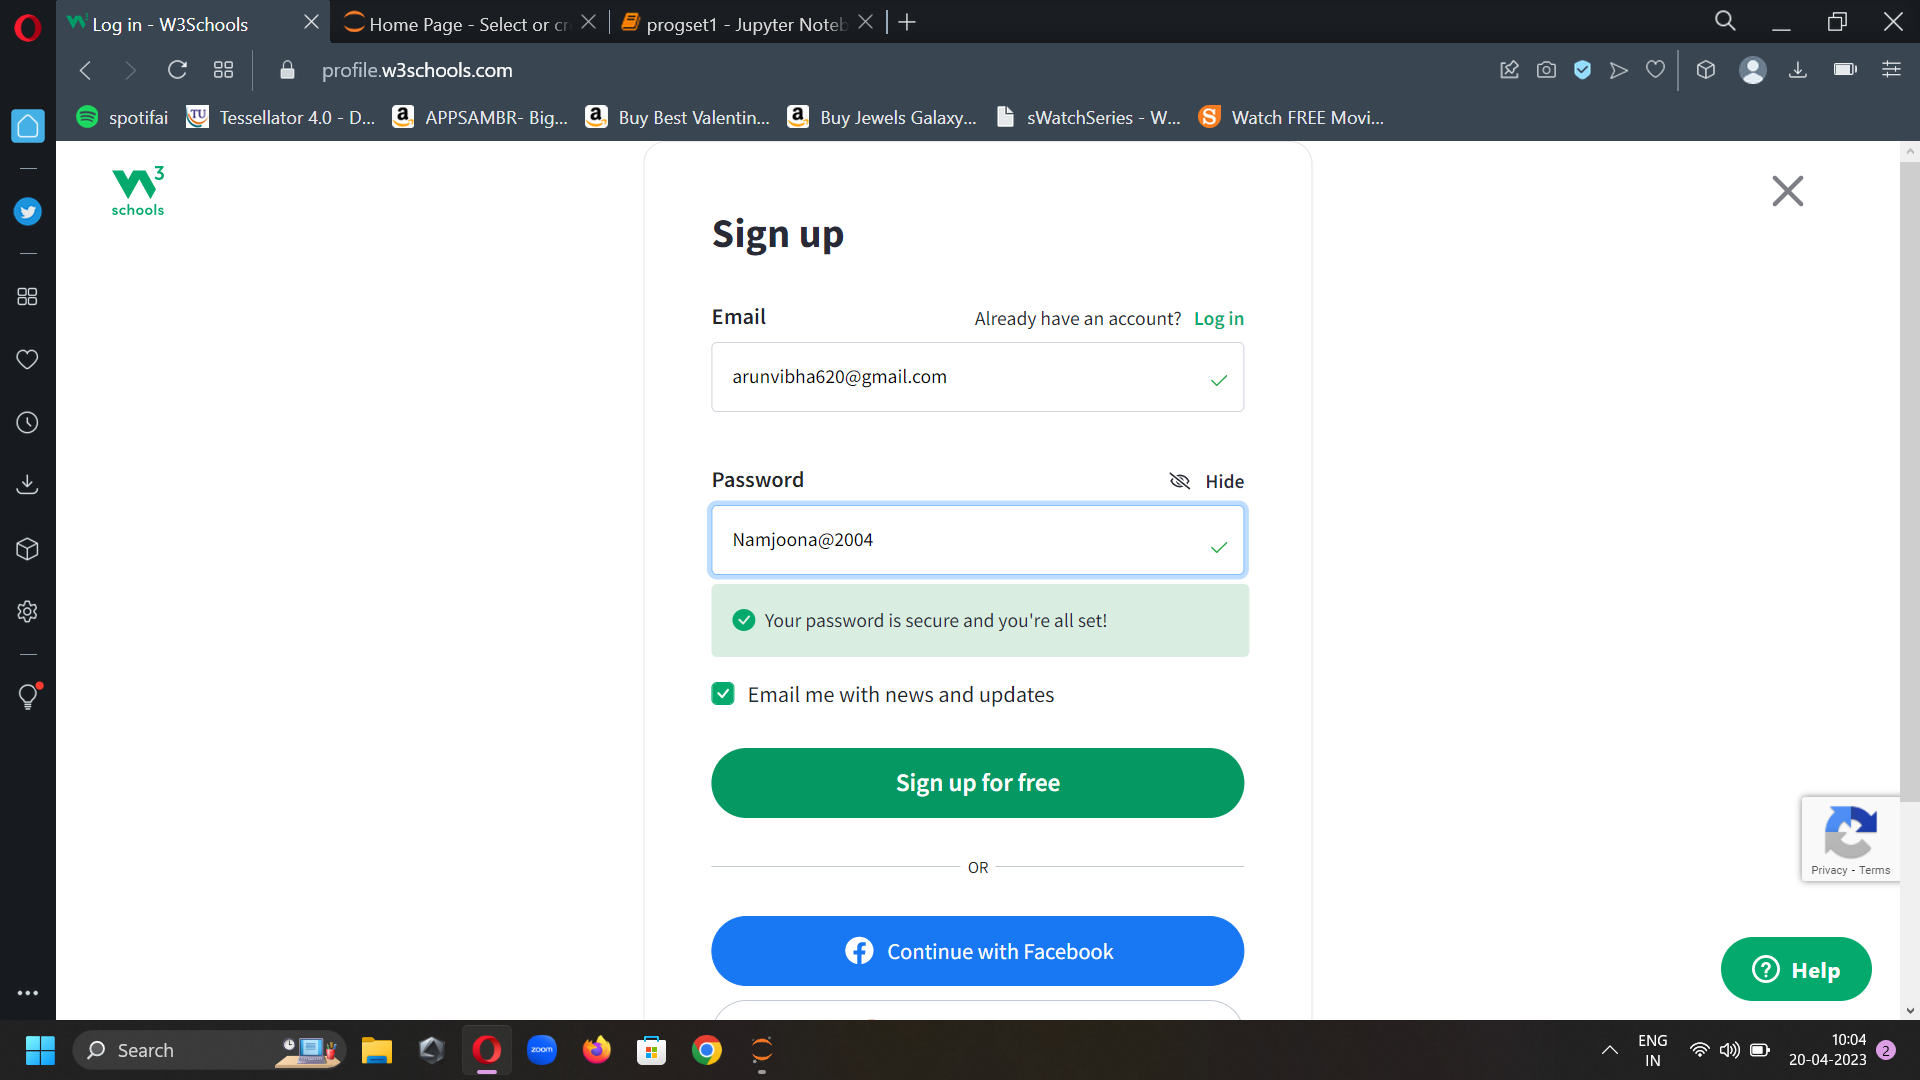 Log in - W3Schools
Home Page - Select or cr
progset1 - Jupyter Noteb
profile.w3schools.com
spotifai
TU
Tessellator 4.0 - D...
APPSAMBR- Big...
Buy Best Valentin...
Buy Jewels Galaxy...
sWatchSeries - W...
Watch FREE Movi...
W3
schools
Sign up
Email
Already have an account? Log in
arunvibha620@gmail.com
Password
Hide
Namjoona@2004
Your password is secure and you're all set!
Email me with news and updates
Sign up for free
OR
Continue with Facebook
Privacy - Terms
Help
Search
zoom
ENG
IN
10:04
20-04-2023
2